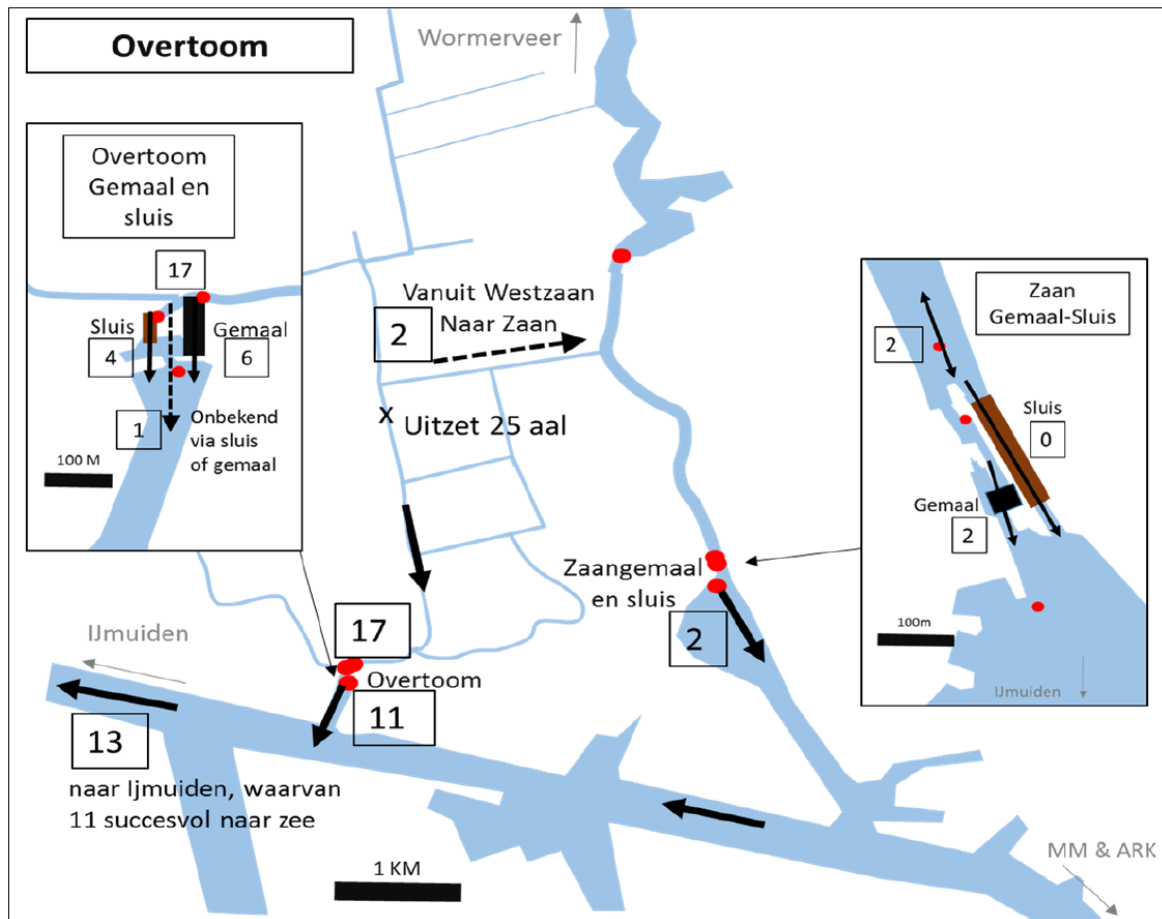 Overtoom
Wormerveer
Overtoom
Gemaal en
sluis
17
Sluis
4
Gemaal
6
1
Onbekend
via sluis
of gemaal
100 M
Vanuit Westzaan
Naar Zaan
2
x
Uitzet 25 aal
Zaan
Gemaal-Sluis
2
Sluis
0
Gemaal
2
100m
IJmuiden
Zaangemaal
en sluis
2
17
Overtoom
11
IJmuiden
13
naar Ijmuiden, waarvan
11 succesvol naar zee
1 KM
MM & ARK